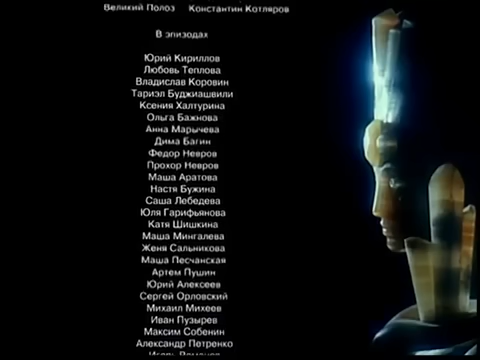 Великий Полоз Константин Котляров
В эпизодах
Юрий Кириллов
Любовь Теплова
Владислав Коровин
Тариэл Буджиашвили
Ксения Халтурина
Ольга Бажнова
Анна Марычева
Дима Багин
Федор Невров
Прохор Невров
Маша Аратова
Настя Бужина
Саша Лебедева
Юля Гарифьянова
Катя Шишкина
Маша Мингалева
Женя Сальникова
Маша Песчанская
Артем Пушин
Юрий Алексеев
Сергей Орловский
Михаил Михеев
Иван Пузырев
Максим Собенин
Александр Петренко
Игорь